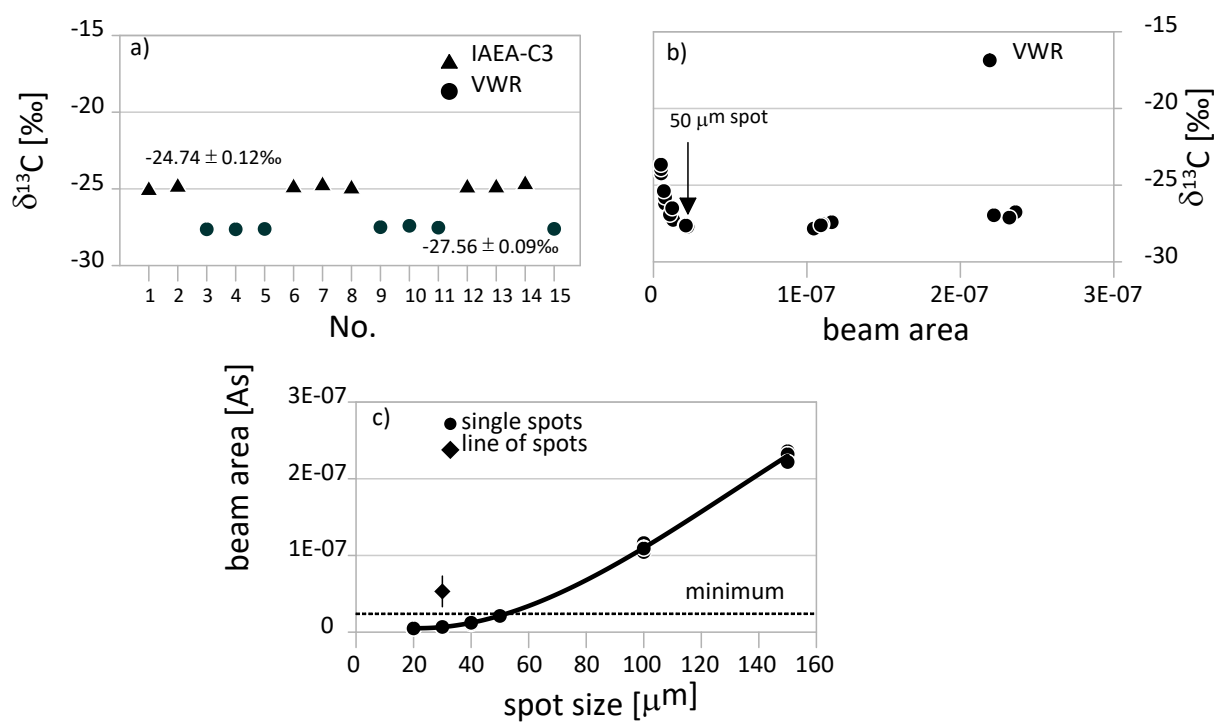 -15
-20
-25
-30
δ¹³C [‰]
a)
IAEA-C3
VWR
-24.74 ± 0.12‰
-27.56 ± 0.09‰
1 2 3 4 5 6 7 8 9 10 11 12 13 14 15
No.
b)
VWR
50 μm spot
-15
-20
-25
-30
δ¹³C [‰]
0 1E-07 2E-07 3E-07
beam area
beam area [As]
3E-07
2E-07
1E-07
0
c)
single spots
line of spots
minimum
0 20 40 60 80 100 120 140 160
spot size [μm]